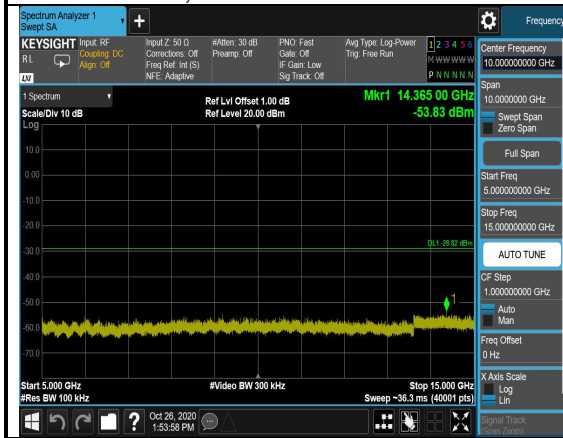 Spectrum Analyzer 1
Swept SA
+
Frequency
KEYSIGHT
RL
LXI
Input: RF
Coupling: DC
Align: Off
Input Z: 50 Ω
Corrections: Off
Freq Ref: Int (S)
NFE: Adaptive
#Atten: 30 dB
Preamp: Off
PNO: Fast
Gate: Off
IF Gain: Low
Sig Track: Off
Avg Type: Log-Power
Trig: Free Run
1 2 3 4 5 6
M W W W W W
P N N N N N
1 Spectrum
Scale/Div 10 dB
Log
Ref Lvl Offset 1.00 dB
Ref Level 20.00 dBm
Mkr1 14.365 00 GHz
-53.83 dBm
10.0
0.00
-10.0
-20.0
-30.0
-40.0
-50.0
-60.0
-70.0
DL1 -28.82 dBm
1
Start 5.000 GHz
#Res BW 100 kHz
#Video BW 300 kHz
Stop 15.000 GHz
Sweep ~36.3 ms (40001 pts)
?
Oct 26, 2020
1:53:58 PM
Center Frequency
10.000000000 GHz
Span
10.0000000 GHz
Swept Span
Zero Span
Full Span
Start Freq
5.000000000 GHz
Stop Freq
15.000000000 GHz
AUTO TUNE
CF Step
1.000000000 GHz
Auto
Man
Freq Offset
0 Hz
X Axis Scale
Log
Lin
Signal Track
(Span Zoom)